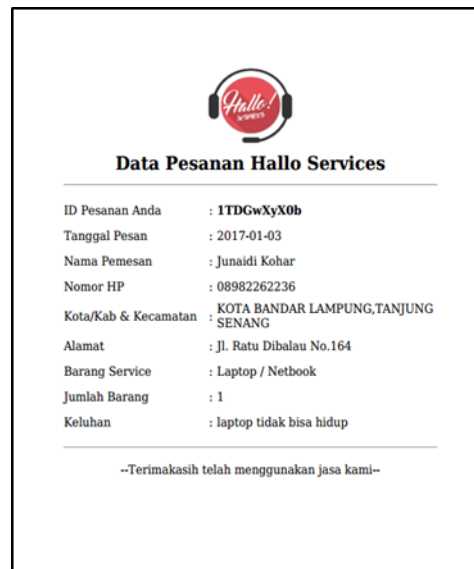 Hallo!
SERVICES
Data Pesanan Hallo Services
ID Pesanan Anda : 1TDGwXyX0b
Tanggal Pesan : 2017-01-03
Nama Pemesan : Junaidi Kohar
Nomor HP : 08982262236
Kota/Kab & Kecamatan : KOTA BANDAR LAMPUNG,TANJUNG
SENANG
Alamat : Jl. Ratu Dibalau No.164
Barang Service : Laptop / Netbook
Jumlah Barang : 1
Keluhan : laptop tidak bisa hidup
--Terimakasih telah menggunakan jasa kami--